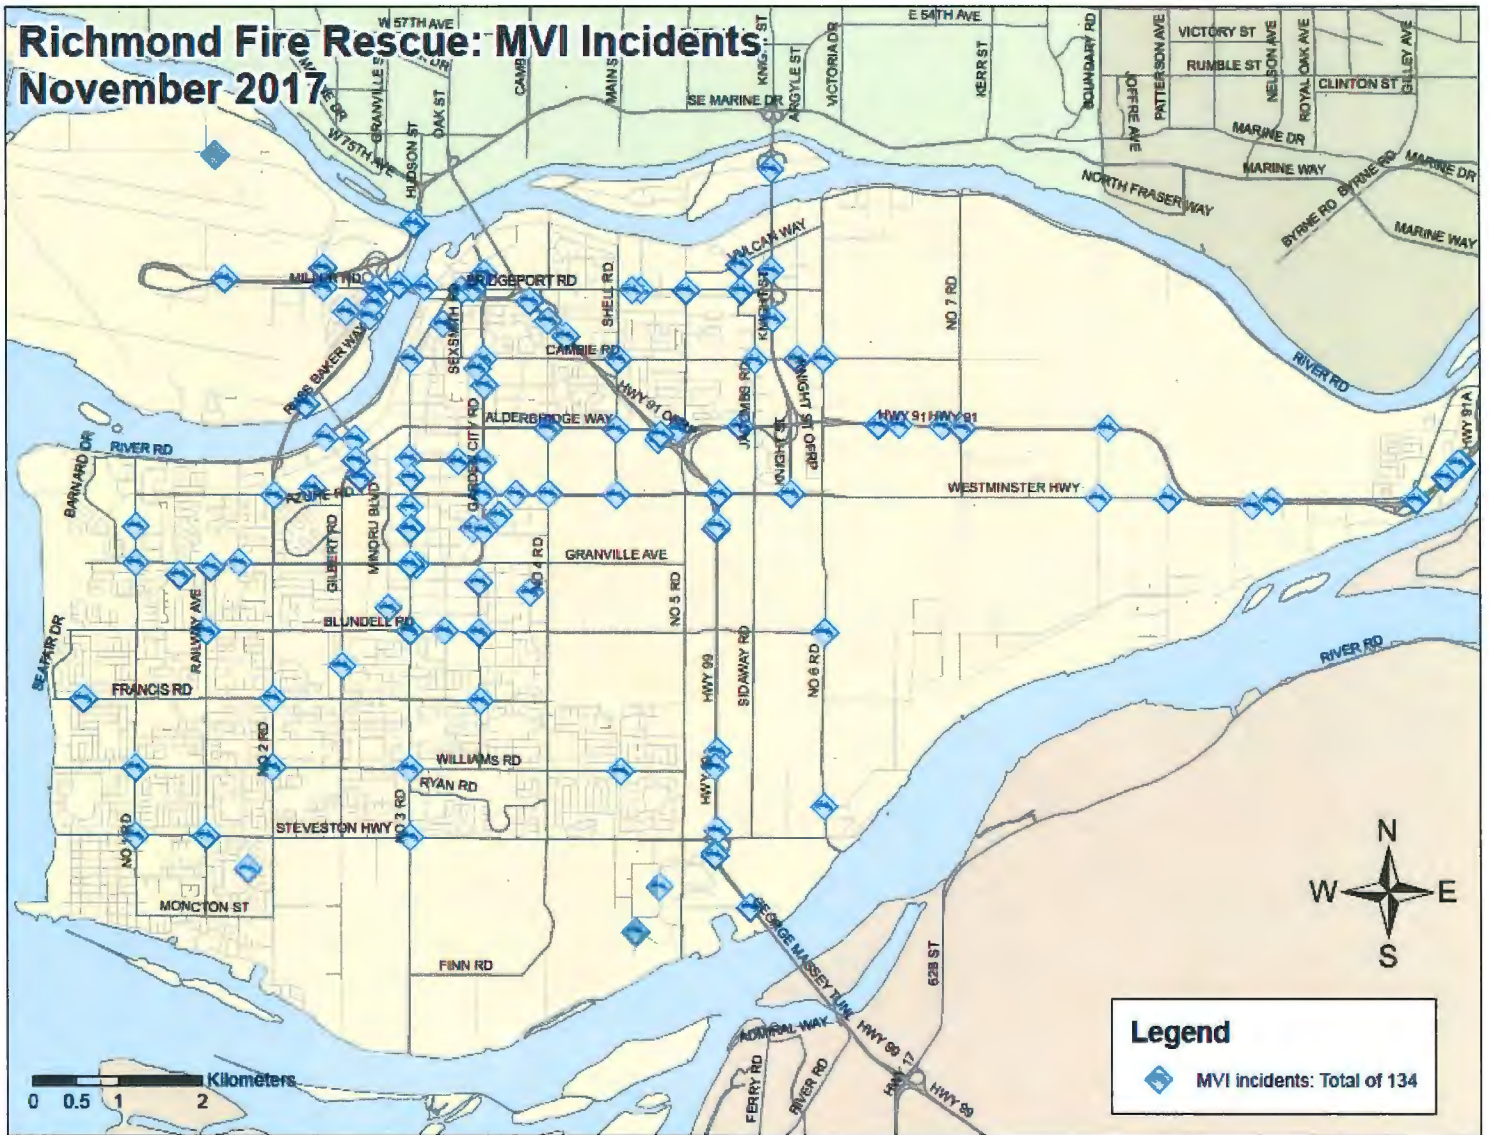 Richmond Fire Rescue: MVI Incidents
November 2017
W 57TH AVE
E 54TH AVE
GRANVILLE ST
OAK ST
MAIN ST
KNIGHT ST
ARGYLE ST
VICTORIA DR
KERR ST
BOUNDARY RD
JOFFRE AVE
PATTERSON AVE
VICTORY ST
RUMBLE ST
NELSON AVE
ROYAL OAK AVE
CLINTON ST
GILLEY AVE
SE MARINE DR
MARINE DR
MARINE WAY
BYRNE RD
MARINE DR
BYRNE RD
MARINE WAY
NORTH FRASER WAY
W 75TH AVE
HUDSON ST
VULCAN WAY
MILLER RD
BRIDGEPORT RD
SEXSMITH RD
SHELL RD
KNIGHT ST
NO 7 RD
CAMBIE RD
RIVER RD
RUSS BAKER WAY
HWY 91
HWY 91
HWY 91A
ALDERBRIDGE WAY
GARDEN CITY RD
JACOMBS RD
KNIGHT ST
RIVER RD
BARNARD DR
AZURE RD
WESTMINSTER HWY
GILBERT RD
MINORU BLVD
GRANVILLE AVE
NO 4 RD
NO 5 RD
RAILWAY AVE
BLUNDELL RD
SEAFAIR DR
FRANCIS RD
HWY 99
SIDAWAY RD
NO 6 RD
RIVER RD
NO 2 RD
WILLIAMS RD
RYAN RD
HWY 99
NO 1 RD
STEVESTON HWY
NO 3 RD
MONCTON ST
FINN RD
GEORGE MASSEY TUNL
62B ST
ADMIRAL WAY
HWY 99
HWY 17
HWY 99
FERRY RD
RIVER RD
N
W E
S
Legend
MVI incidents: Total of 134
Kilometers
0 0.5 1 2